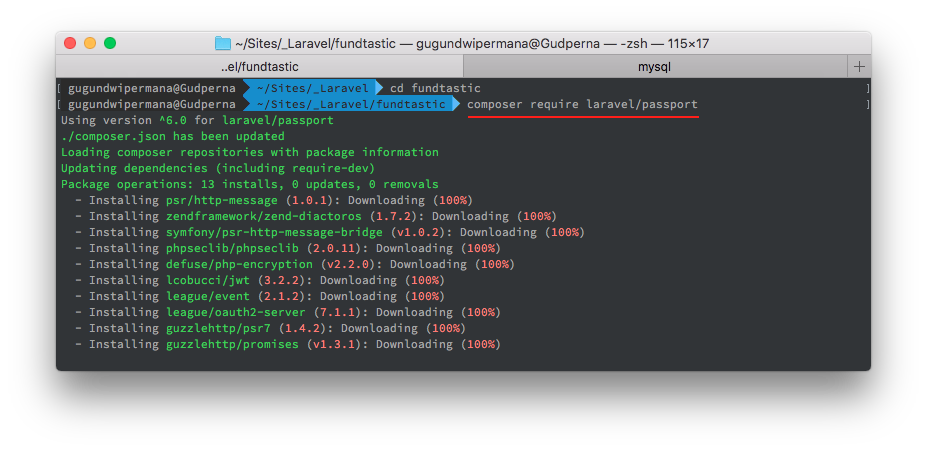 ~/Sites/_Laravel/fundtastic — gugundwipermana@Gudperna — -zsh — 115×17
..el/fundtastic mysql +
[ gugundwipermana@Gudperna ~/Sites/_Laravel cd fundtastic ]
[ gugundwipermana@Gudperna ~/Sites/_Laravel/fundtastic composer require laravel/passport ]
Using version ^6.0 for laravel/passport
./composer.json has been updated
Loading composer repositories with package information
Updating dependencies (including require-dev)
Package operations: 13 installs, 0 updates, 0 removals
- Installing psr/http-message (1.0.1): Downloading (100%)
- Installing zendframework/zend-diactoros (1.7.2): Downloading (100%)
- Installing symfony/psr-http-message-bridge (v1.0.2): Downloading (100%)
- Installing phpseclib/phpseclib (2.0.11): Downloading (100%)
- Installing defuse/php-encryption (v2.2.0): Downloading (100%)
- Installing lcobucci/jwt (3.2.2): Downloading (100%)
- Installing league/event (2.1.2): Downloading (100%)
- Installing league/oauth2-server (7.1.1): Downloading (100%)
- Installing guzzlehttp/psr7 (1.4.2): Downloading (100%)
- Installing guzzlehttp/promises (v1.3.1): Downloading (100%)